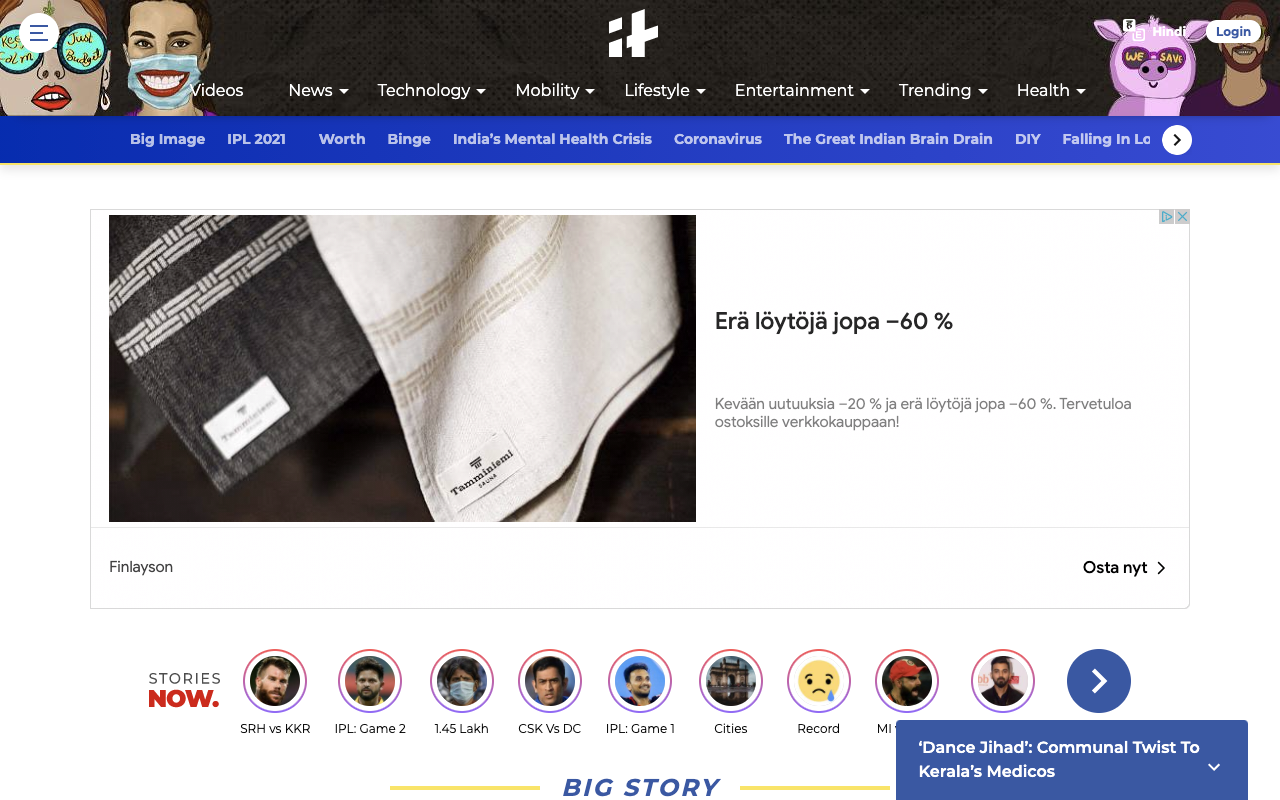 Keep
Calm
Just
Budget
WE SAVE
Hindi
Login
Videos
News
Technology
Mobility
Lifestyle
Entertainment
Trending
Health
Big Image
IPL 2021
Worth
Binge
India's Mental Health Crisis
Coronavirus
The Great Indian Brain Drain
DIY
Falling In Lo
Tamminiemi
Tamminiemi
SAUNA
Erä löytöjä jopa –60 %
Kevään uutuuksia –20 % ja erä löytöjä jopa –60 %. Tervetuloa
ostoksille verkkokauppaan!
Finlayson
Osta nyt
STORIES
NOW.
SRH vs KKR
IPL: Game 2
1.45 Lakh
CSK Vs DC
IPL: Game 1
Cities
Record
MI
BIG STORY
'Dance Jihad': Communal Twist To
Kerala's Medicos